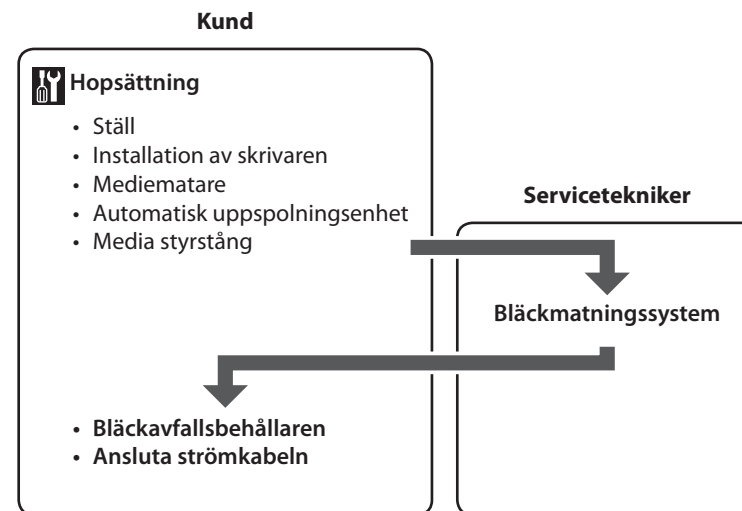 Kund
Hopsättning
• Ställ
• Installation av skrivaren
• Mediematare
• Automatisk uppspolningsenhet
• Media styrstång
Servicetekniker
Bläckmatningssystem
• Bläckavfallsbehållaren
• Ansluta strömkabeln